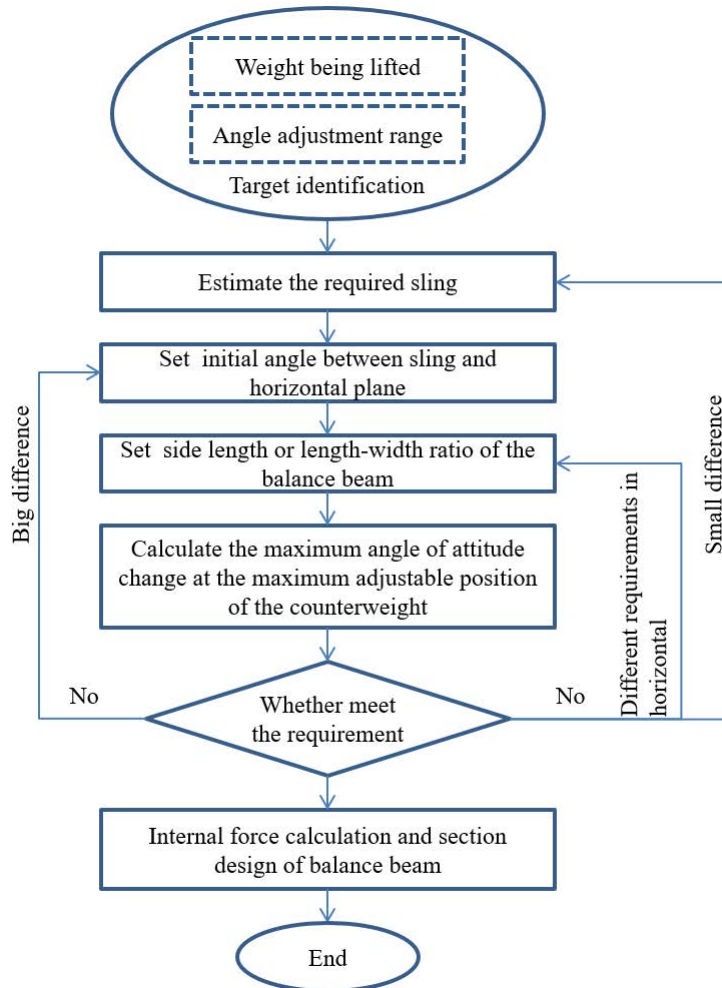 Weight being lifted
Angle adjustment range
Target identification
Estimate the required sling
Set initial angle between sling and
horizontal plane
Set side length or length-width ratio of the
balance beam
Calculate the maximum angle of attitude
change at the maximum adjustable position
of the counterweight
Big difference
Different requirements in
horizontal
Small difference
No
Whether meet
the requirement
No
Internal force calculation and section
design of balance beam
End